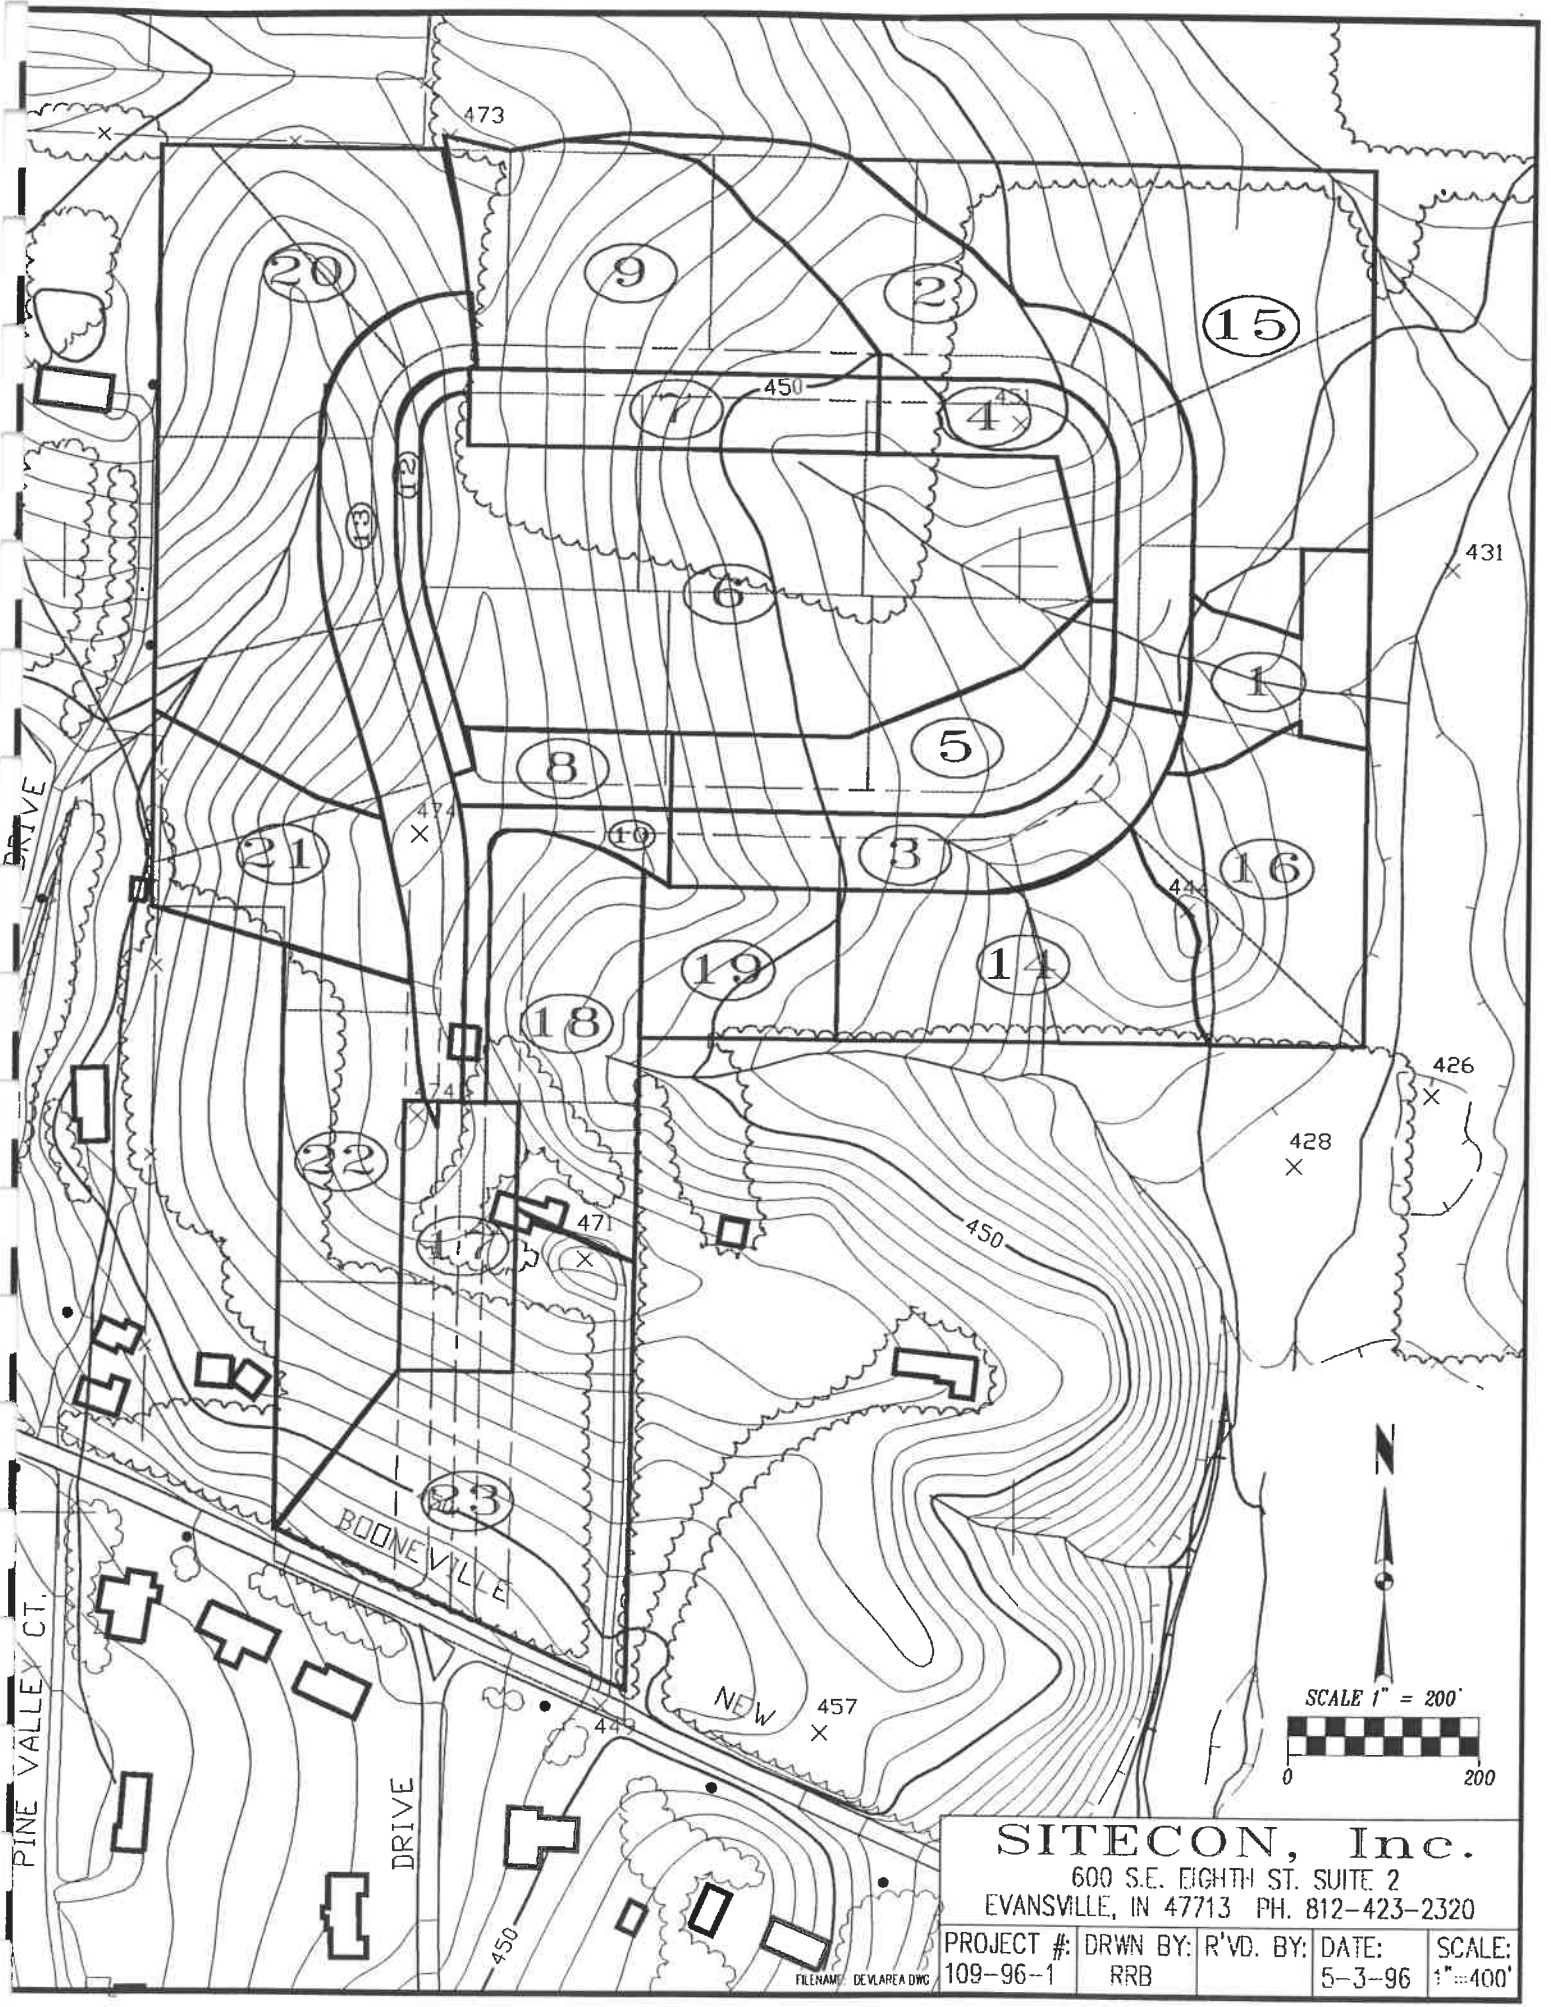 473
20
9
2
15
450
7
4
451
12
13
431
6
1
5
8
474
DRIVE
21
10
3
16
444
19
14
18
426
474
428
22
471
17
450
23
BOONEVILLE
N
PINE VALLEY CT.
NEW
457
SCALE 1" = 200'
449
0 200
DRIVE
450
SITECON, Inc.
600 S.E. EIGHTH ST. SUITE 2
EVANSVILLE, IN 47713 PH. 812-423-2320
PROJECT #: DRWN BY: R'VD. BY: DATE: SCALE:
109-96-1 RRB 5-3-96 1"=400'
FILENAME: DEVLAREA.DWG